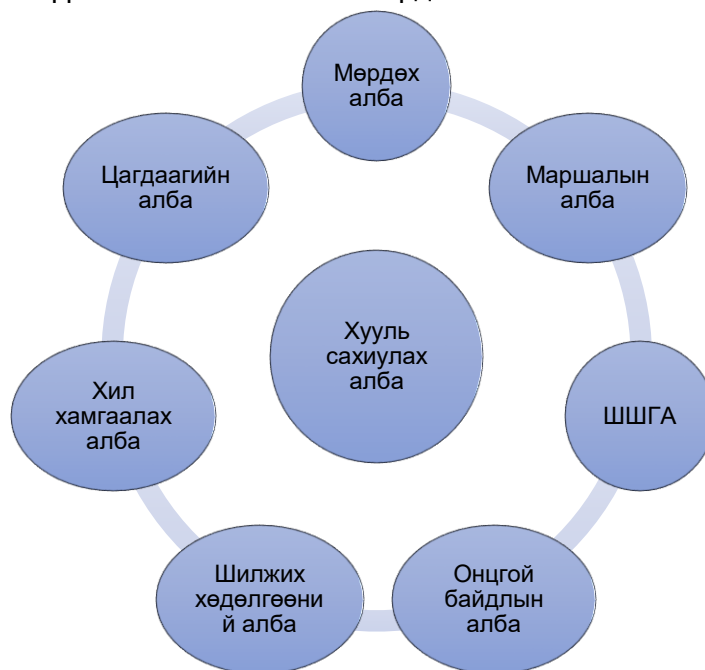 Мөрдөх
алба
Маршалын
алба
ШШГА
Онцгой
байдлын
алба
Шилжих
хөдөлгөөни
й алба
Хил
хамгаалах
алба
Цагдаагийн
алба
Хууль
сахиулах
алба